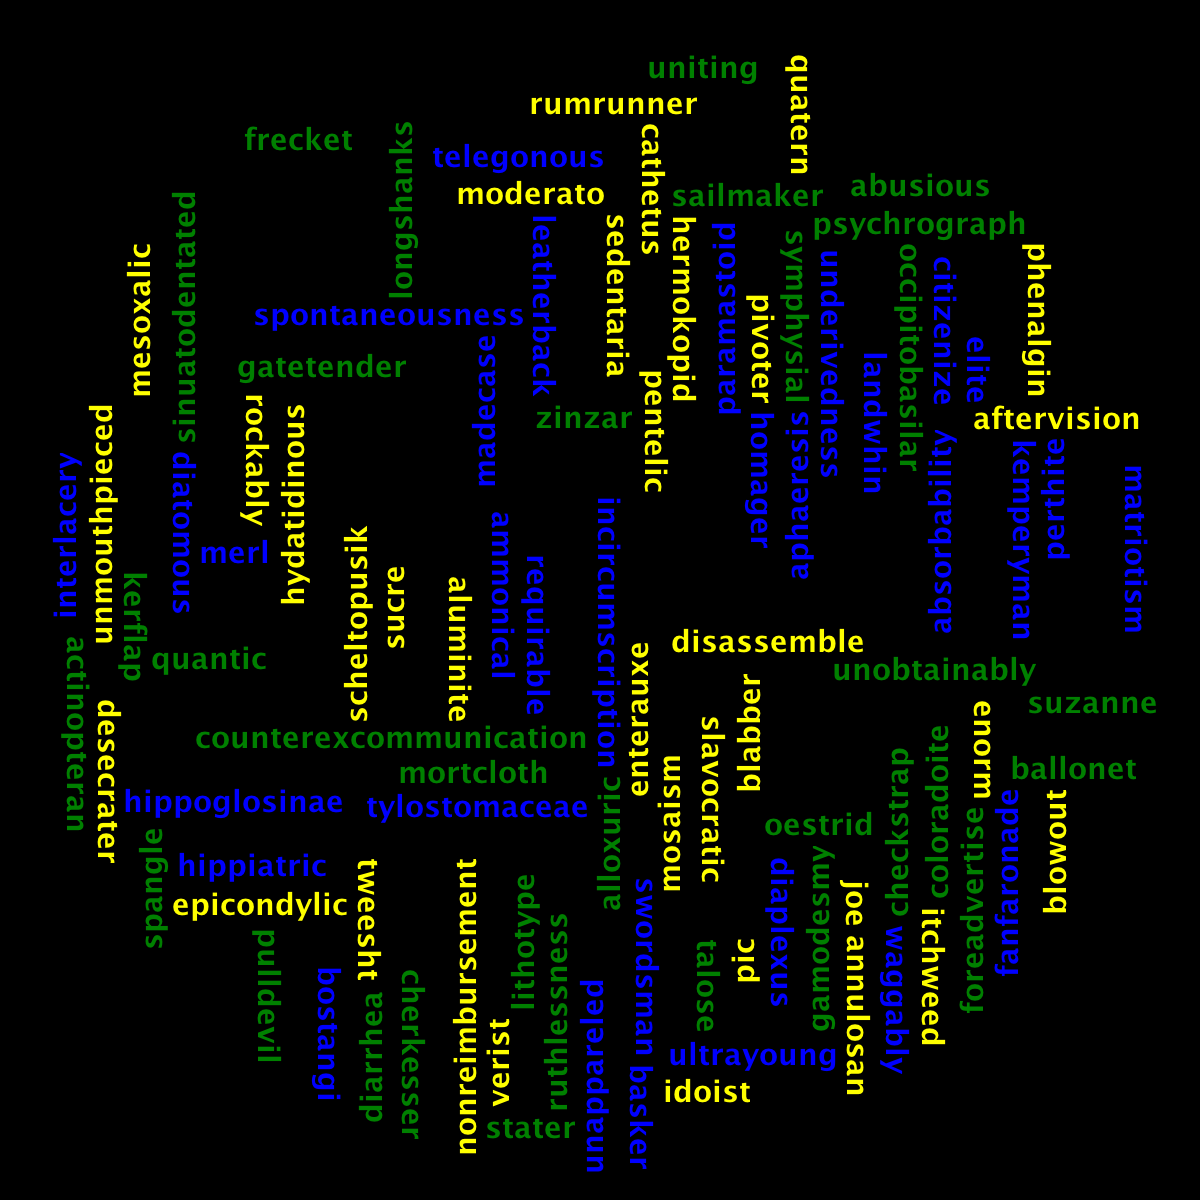 uniting
quatern
rumrunner
frecket
longshanks
cathetus
telegonous
abusious
moderato
sailmaker
sinuatodentated
psychrograph
leatherback
sedentaria
hermokopid
paramastoid
symphysial
underivedness
occipitobasilar
citizenize
mesoxalic
phenalgin
pivoter
spontaneousness
madecase
elite
gatetender
landwhin
pentelic
rockably
hydatidinous
unmouthpieced
zinzar
homager
aphaeresis
aftervision
absorbability
kemperyman
perthite
matriotism
interlacery
diatomous
merl
incircumscription
ammonical
scheltopusik
sucre
requirable
aluminite
kerflap
quantic
actinopteran
disassemble
enterauxe
unobtainably
blabber
suzanne
desecrater
enorm
slavocratic
counterexcommunication
coloradoite
checkstrap
mosaism
mortcloth
ballonet
hippoglosinae
tylostomaceae
alloxuric
fanfaronade
blowout
oestrid
foreadvertise
spangle
hippiatric
tweesht
nonreimbursement
diaplexus
gamodesmy
joe
epicondylic
lithotype
swordsman
itchweed
ruthlessness
pulldevil
waggably
annulosan
talose
pic
bostangi
cherkesser
diarrhea
unappareled
verist
ultrayoung
basker
idoist
stater